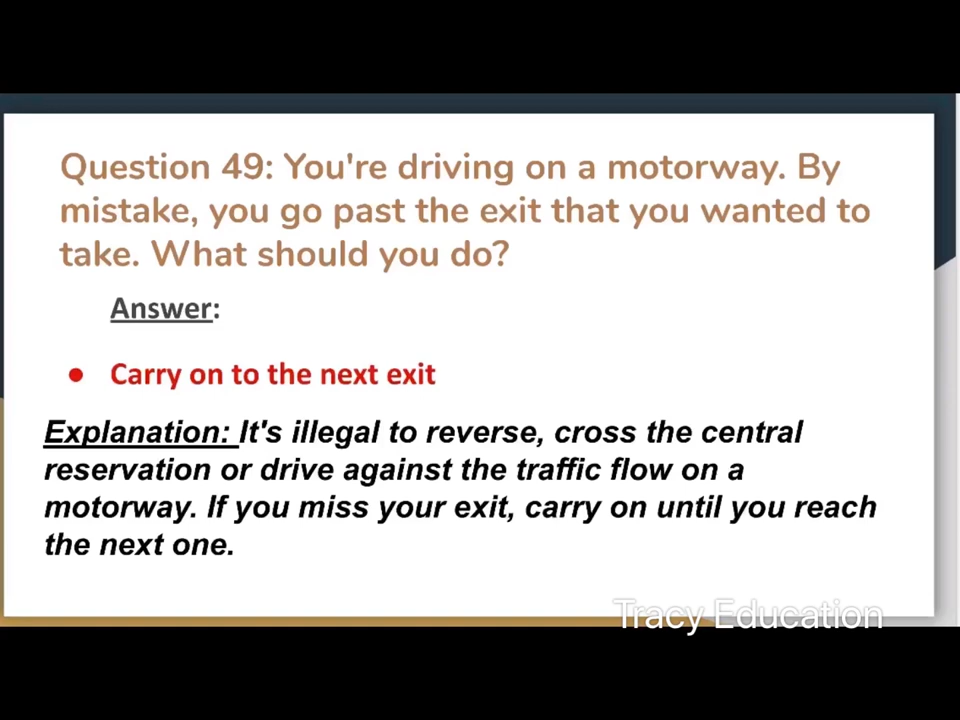 Question 49: You're driving on a motorway. By
mistake, you go past the exit that you wanted to
take. What should you do?
Answer:
● Carry on to the next exit
Explanation: It's illegal to reverse, cross the central
reservation or drive against the traffic flow on a
motorway. If you miss your exit, carry on until you reach
the next one.
Tracy Education